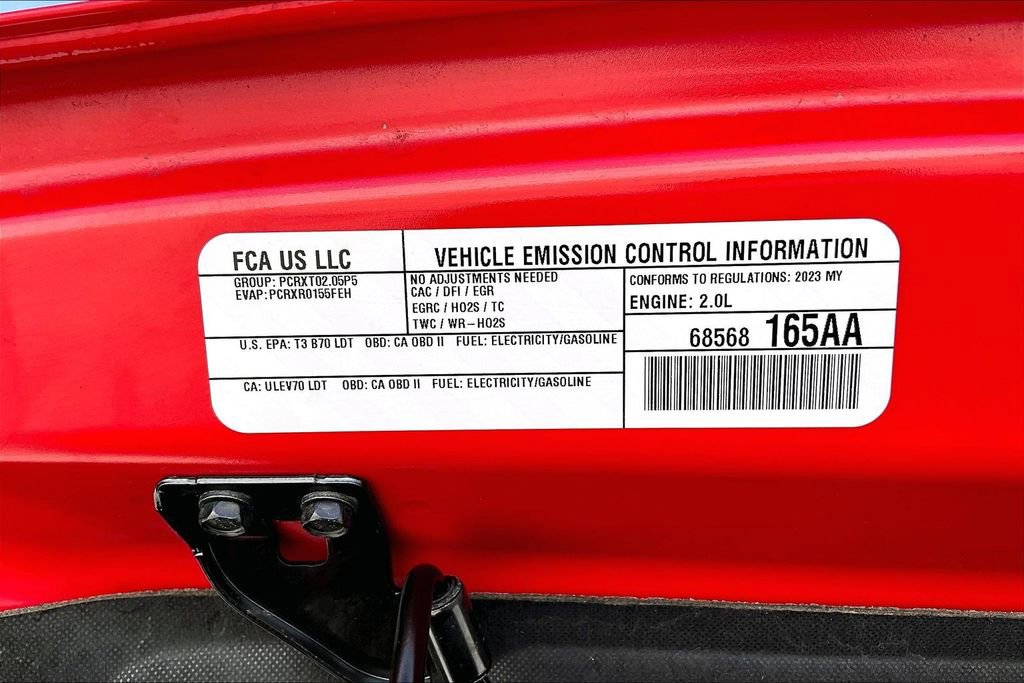 FCA US LLC
VEHICLE EMISSION CONTROL INFORMATION
GROUP: PCRXT02.05P5
EVAP: PCRXR0155FEH
NO ADJUSTMENTS NEEDED
CAC / DFI / EGR
EGRC / HO2S / TC
TWC / WR-HO2S
CONFORMS TO REGULATIONS: 2023 MY
ENGINE: 2.0L
68568 165AA
U.S. EPA: T3 B70 LDT OBD: CA OBD II FUEL: ELECTRICITY/GASOLINE
CA: ULEV70 LDT OBD: CA OBD II FUEL: ELECTRICITY/GASOLINE